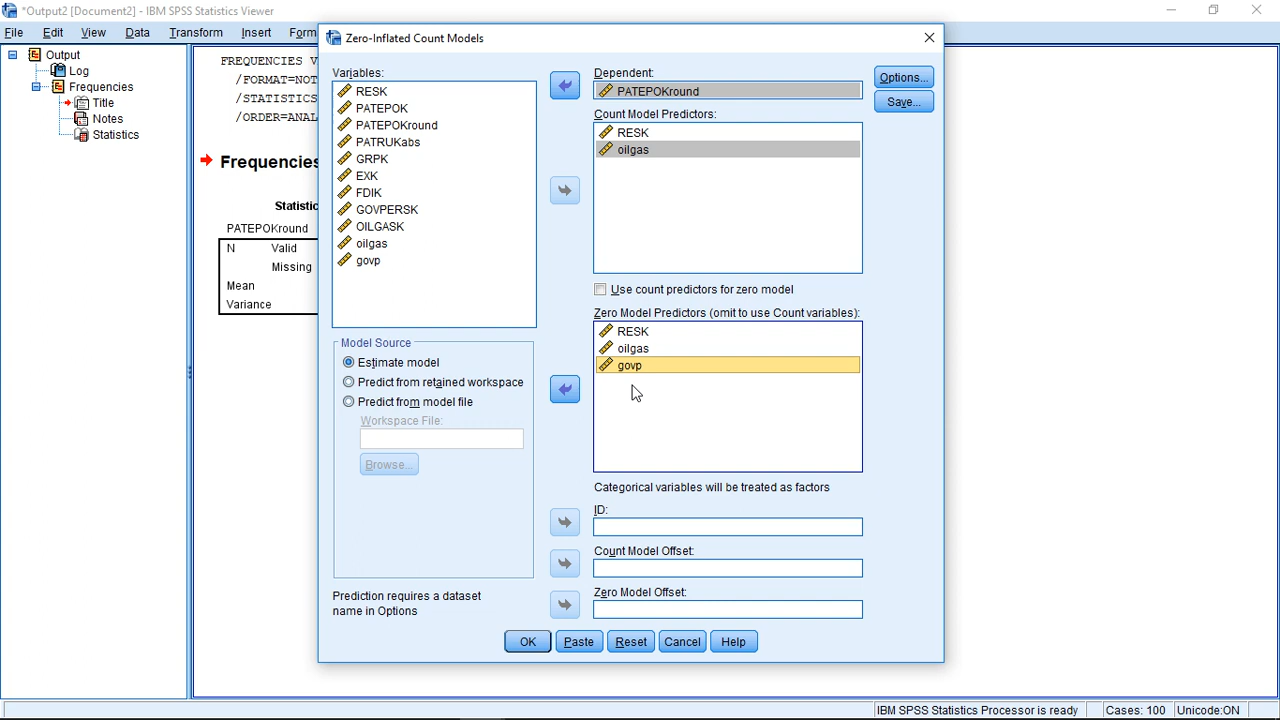 *Output2 [Document2] - IBM SPSS Statistics Viewer
File Edit View Data Transform Insert Form
Output
Log
Frequencies
Title
Notes
Statistics
FREQUENCIES V
/FORMAT=NOT
/STATISTICS
/ORDER=ANAL
Frequencies
Statistic
PATEPOKround
N Valid
Missing
Mean
Variance
Zero-Inflated Count Models
Variables:
RESK
PATEPOK
PATEPOKround
PATRUKabs
GRPK
EXK
FDIK
GOVPERSK
OILGASK
oilgas
govp
Model Source
Estimate model
Predict from retained workspace
Predict from model file
Workspace File:
Browse...
Prediction requires a dataset
name in Options
Dependent:
PATEPOKround
Count Model Predictors:
RESK
oilgas
Use count predictors for zero model
Zero Model Predictors (omit to use Count variables):
RESK
oilgas
govp
Categorical variables will be treated as factors
ID:
Count Model Offset:
Zero Model Offset:
Options...
Save...
OK Paste Reset Cancel Help
IBM SPSS Statistics Processor is ready Cases: 100 Unicode:ON